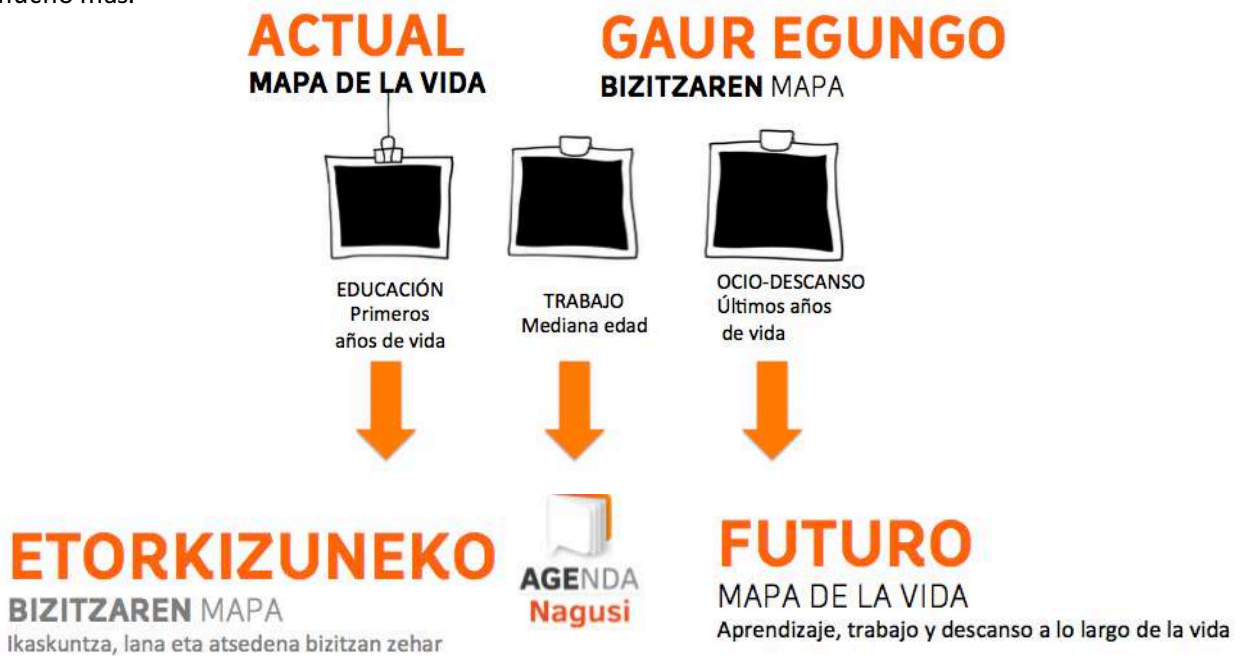 mucho más.
ACTUAL
MAPA DE LA VIDA
GAUR EGUNGO
BIZITZAREN MAPA
EDUCACIÓN
Primeros
años de vida
TRABAJO
Mediana edad
OCIO-DESCANSO
Últimos años
de vida
ETORKIZUNEKO
BIZITZAREN MAPA
Ikaskuntza, lana eta atsedena bizitzan zehar
AGENDA
Nagusi
FUTURO
MAPA DE LA VIDA
Aprendizaje, trabajo y descanso a lo largo de la vida